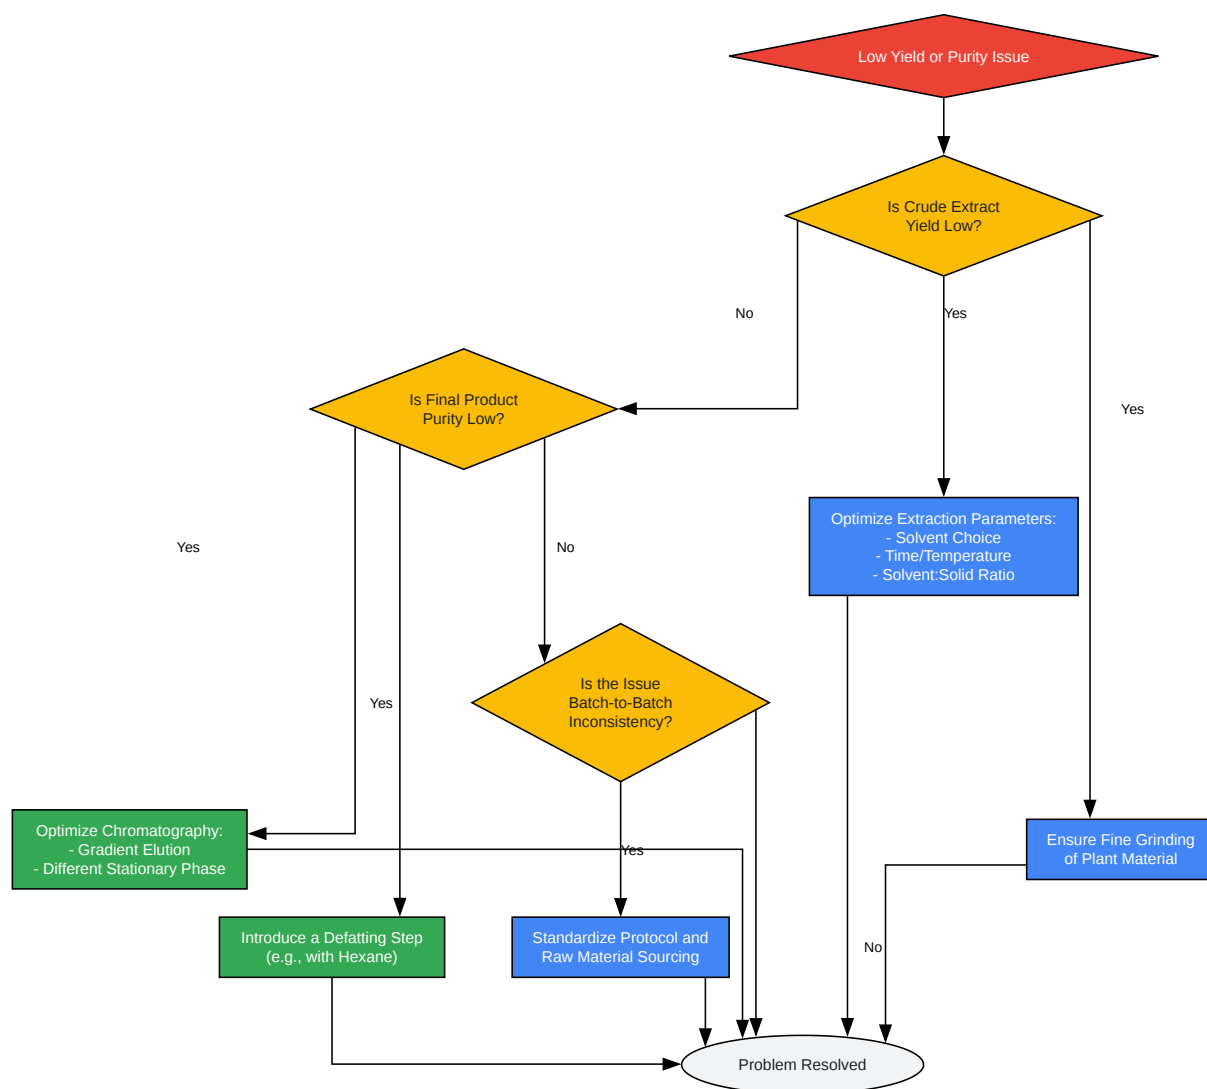 Low Yield or Purity Issue
Is Crude Extract
Yield Low?
No
Yes
Is Final Product
Purity Low?
Yes
Optimize Extraction Parameters:
- Solvent Choice
- Time/Temperature
- Solvent:Solid Ratio
Yes
No
Is the Issue
Batch-to-Batch
Inconsistency?
Yes
Optimize Chromatography:
- Gradient Elution
- Different Stationary Phase
Yes
Ensure Fine Grinding
of Plant Material
Introduce a Defatting Step
(e.g., with Hexane)
Standardize Protocol and
Raw Material Sourcing
No
Problem Resolved